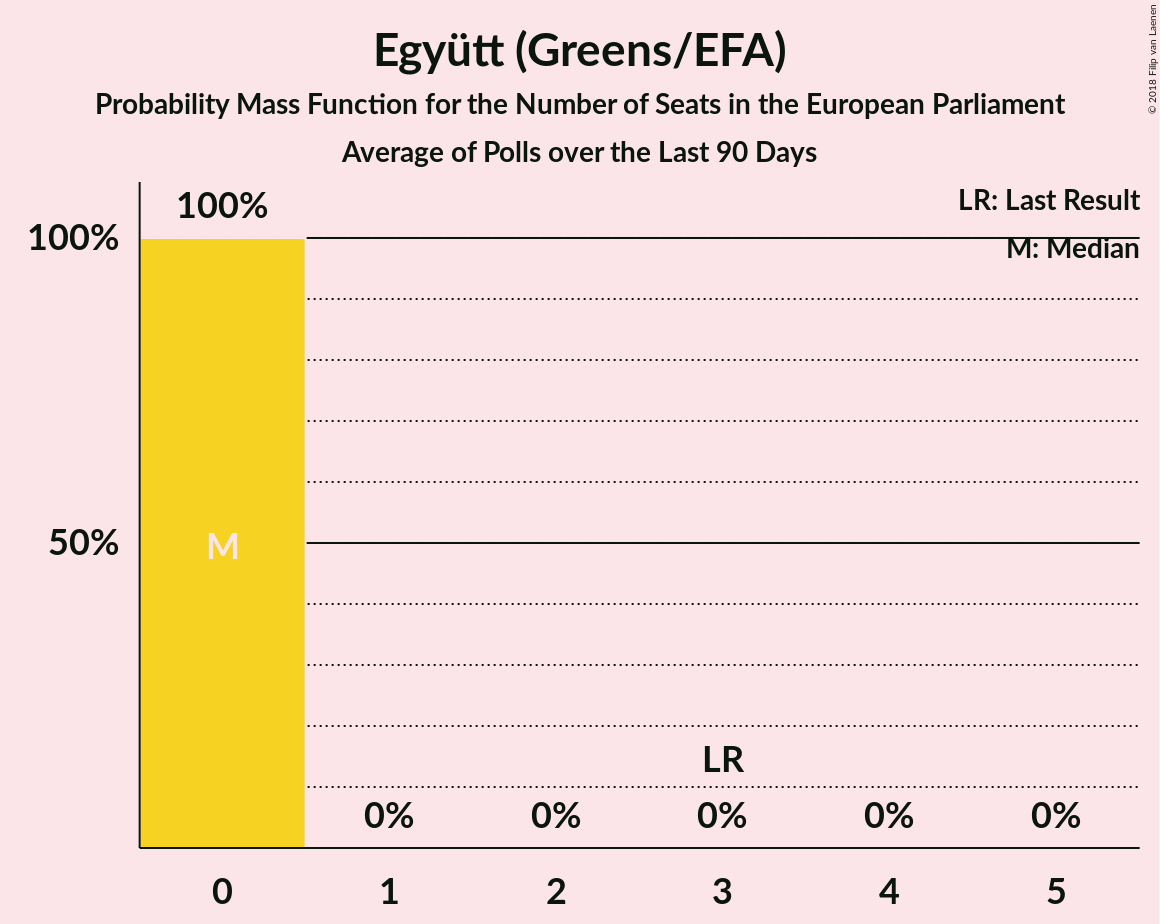 Együtt (Greens/EFA)
Probability Mass Function for the Number of Seats in the European Parliament
Average of Polls over the Last 90 Days
© 2018 Filip van Laenen
LR: Last Result
M: Median
100%
100%
50%
M
LR
0% 0% 0% 0% 0%
0 1 2 3 4 5